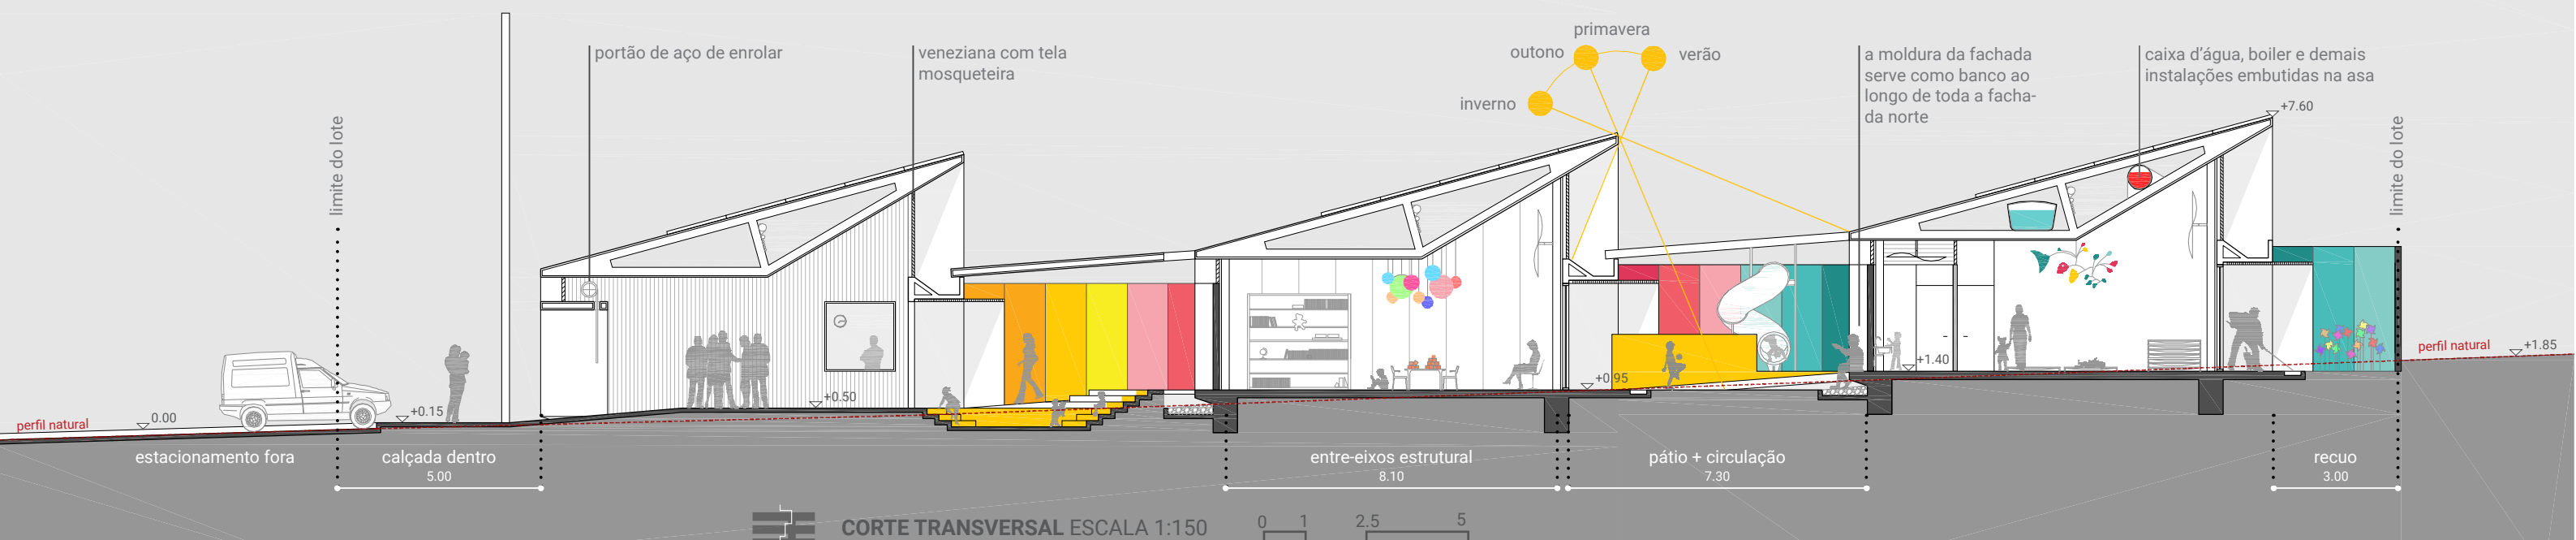 primavera
outono
verão
inverno
portão de aço de enrolar
veneziana com tela
mosqueteira
a moldura da fachada
serve como banco ao
longo de toda a facha-
da norte
caixa d'água, boiler e demais
instalações embutidas na asa
+7.60
limite do lote
limite do lote
perfil natural
0.00
+0.15
+0.50
+0.95
+1.40
perfil natural
+1.85
estacionamento fora
calçada dentro
5.00
entre-eixos estrutural
8.10
pátio + circulação
7.30
recuo
3.00
CORTE TRANSVERSAL ESCALA 1:150
0 1 2.5 5